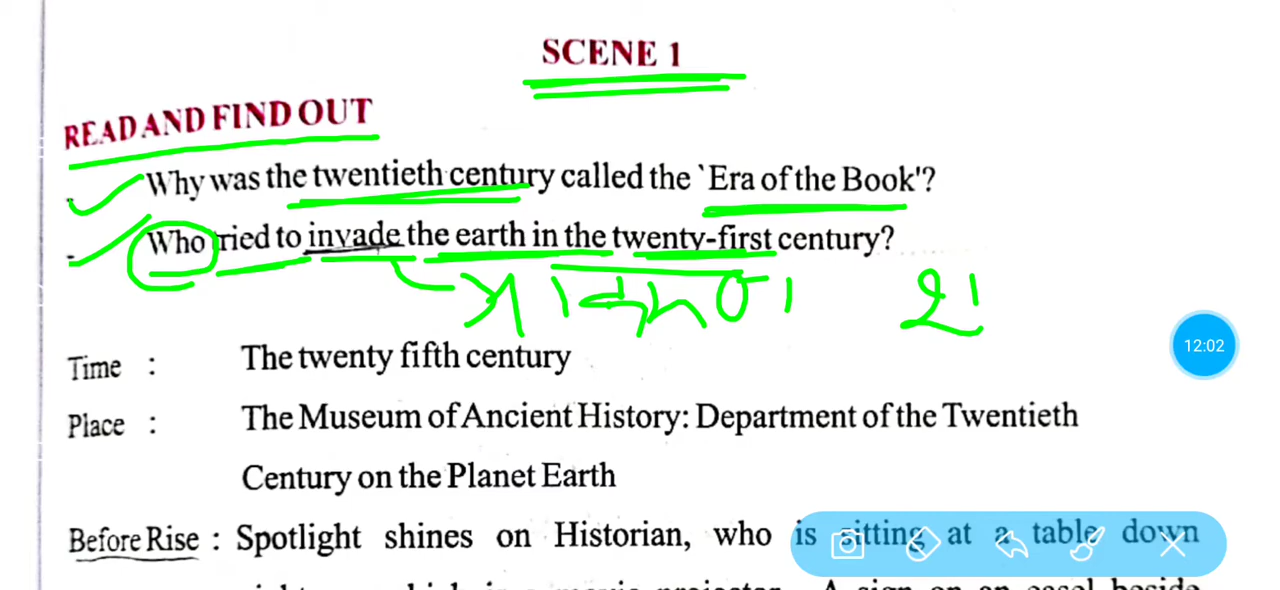 SCENE 1
READ AND FIND OUT
Why was the twentieth century called the `Era of the Book'?
Who tried to invade the earth in the twenty-first century?
Time : The twenty fifth century
12:02
Place : The Museum of Ancient History: Department of the Twentieth
Century on the Planet Earth
Before Rise : Spotlight shines on Historian, who is sitting at a table down